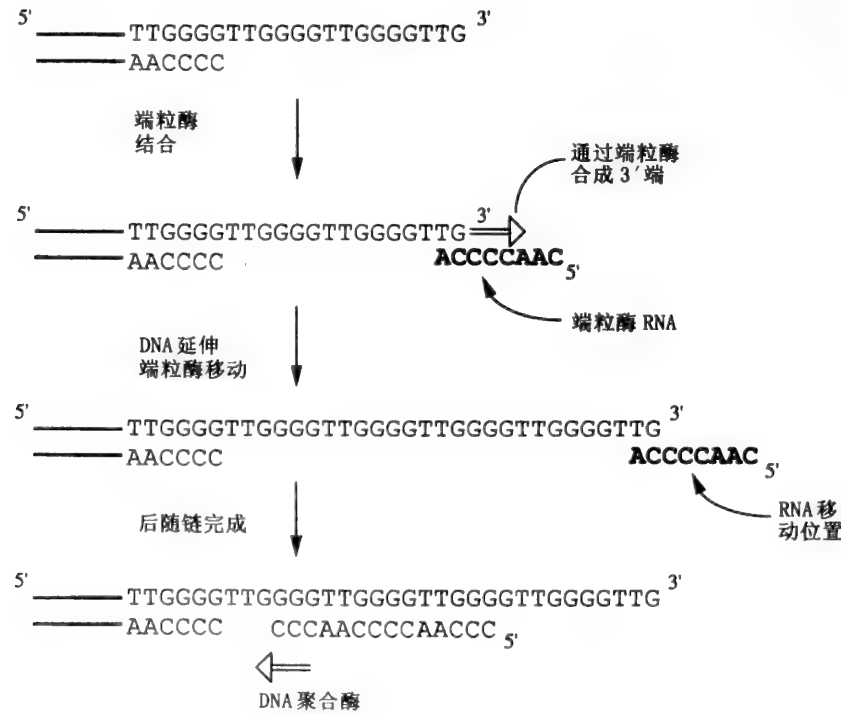 5' TTGGGGTTGGGGTTGGGGTTG 3'
AACCCC
端粒酶
结合
通过端粒酶
合成 3′端
5' TTGGGGTTGGGGTTGGGGTTG 3'
AACCCC ACCCCAAC 5'
端粒酶 RNA
DNA 延伸
端粒酶移动
5' TTGGGGTTGGGGTTGGGGTTGGGGTTGGGGTTG 3'
AACCCC ACCCCAAC 5'
RNA 移
动位置
后随链完成
5' TTGGGGTTGGGGTTGGGGTTGGGGTTGGGGTTG 3'
AACCCC CCCAACCCCAACCC 5'
DNA 聚合酶